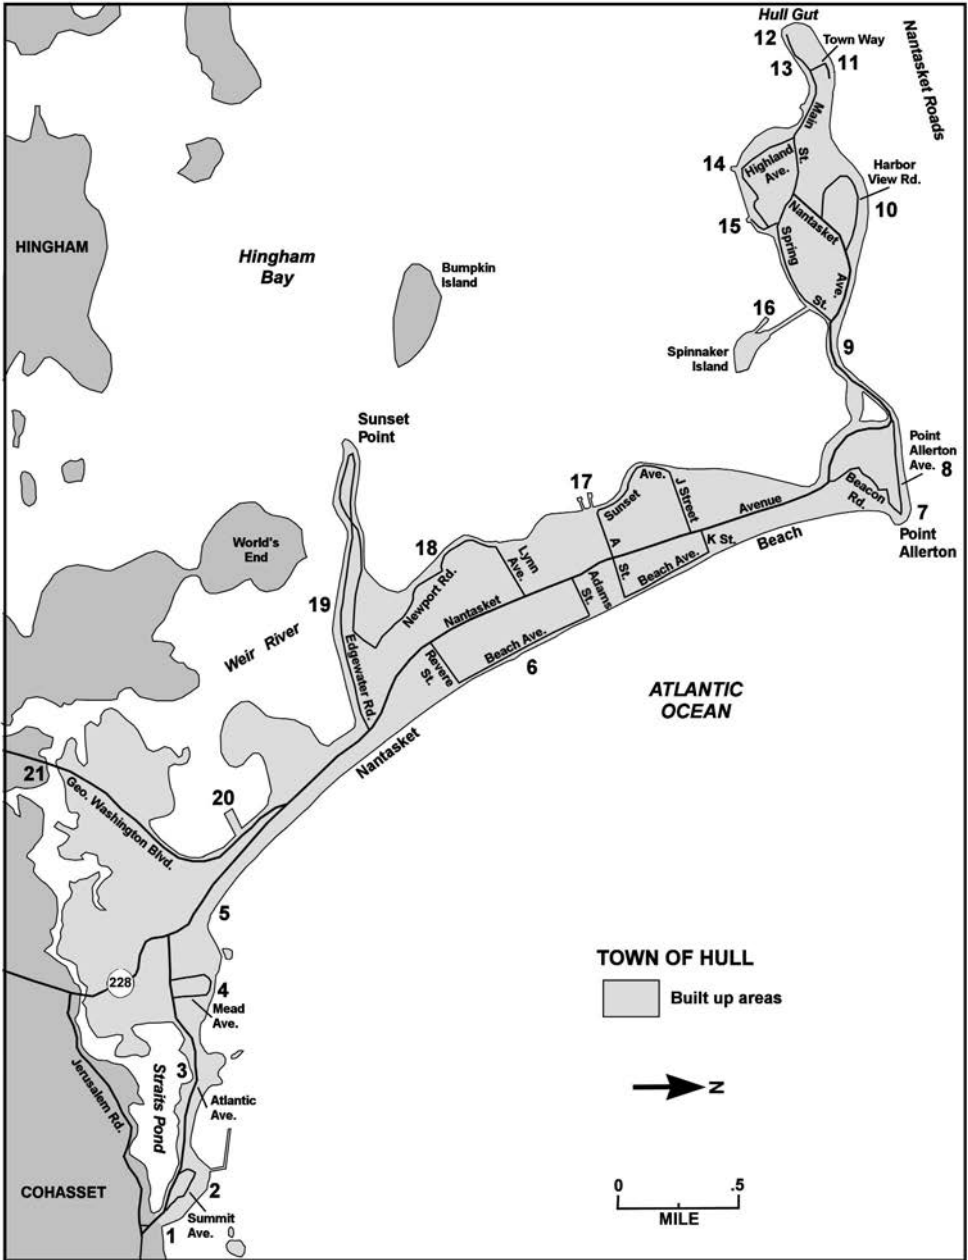 Hull Gut
12
Town Way
13
11
Nantasket Roads
Main
St.
14
Highland
Ave.
Harbor
View Rd.
10
15
Nantasket
Ave.
Spring
St.
HINGHAM
Hingham
Bay
Bumpkin
Island
16
Spinnaker
Island
9
Sunset
Point
Point
Allerton
Ave.
8
17
Sunset
Ave.
J Street
Avenue
Beacon
Rd.
7
Point
Allerton
World's
End
18
Lynn
Ave.
A
St.
K St.
Beach
Beach Ave.
Newport Rd.
Nantasket
Adams
St.
19
Weir River
Edgewater Rd.
Revere
St.
Beach Ave.
6
ATLANTIC
OCEAN
Nantasket
21
Geo. Washington Blvd.
20
5
TOWN OF HULL
Built up areas
228
4
Mead
Ave.
3
Straits Pond
Jerusalem Rd.
Atlantic
Ave.
N
COHASSET
2
Summit
Ave.
1
0
.5
MILE